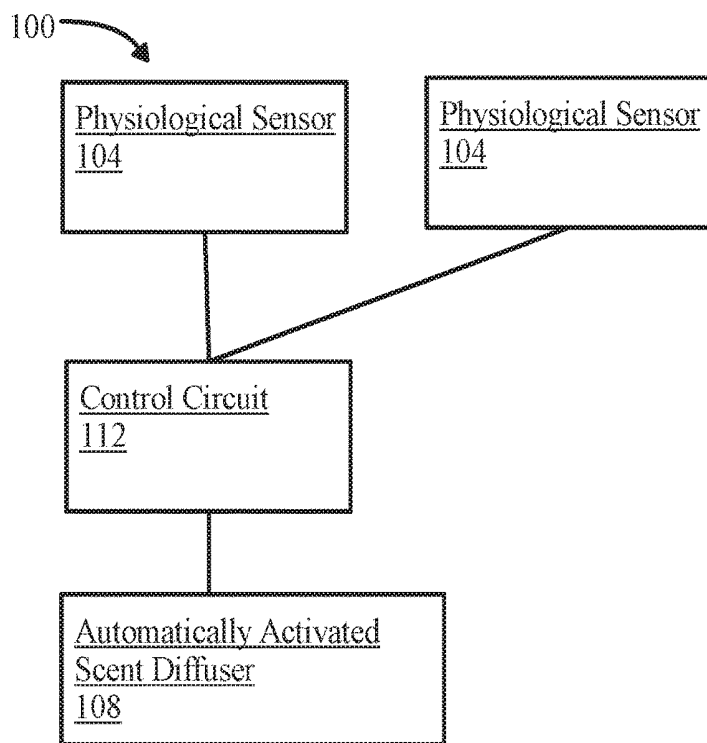 100
Physiological Sensor
104
Physiological Sensor
104
Control Circuit
112
Automatically Activated
Scent Diffuser
108